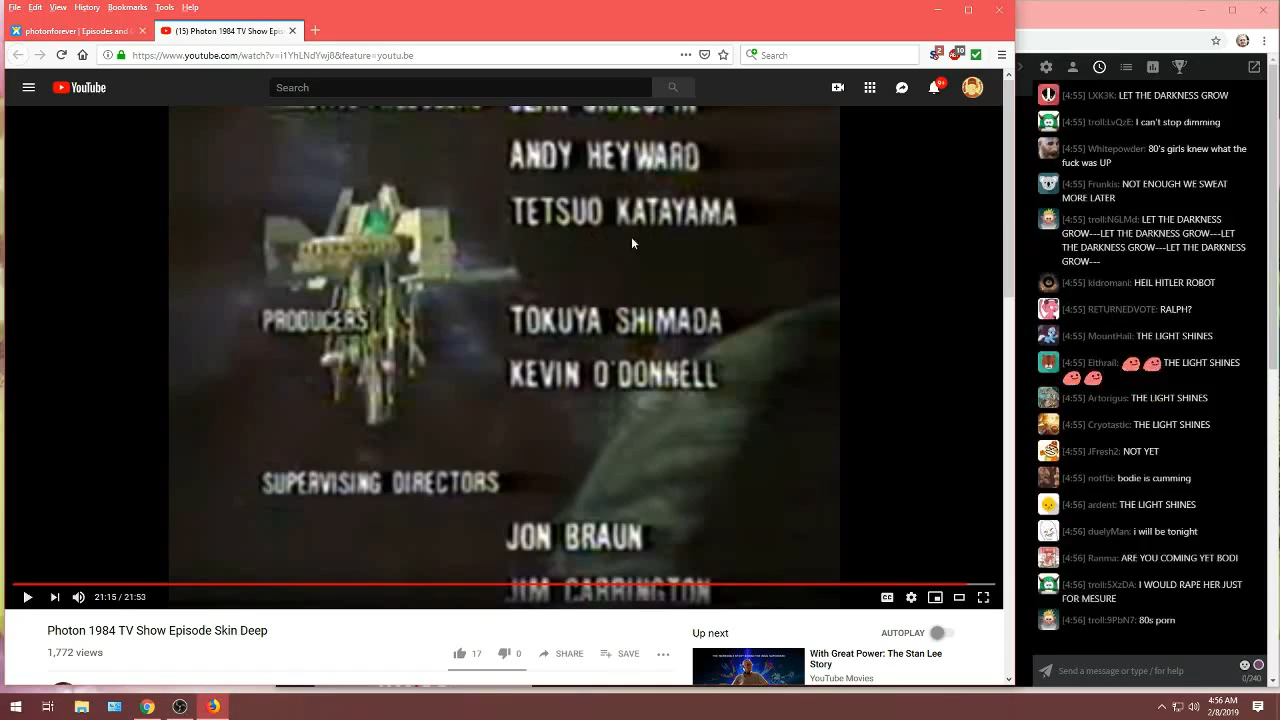 File Edit View History Bookmarks Tools Help
photonforever | Episodes and
(15) Photon 1984 TV Show Epis
https://www.youtube.com/watch?v=i1YhLNdYwj8&feature=youtu.be
Search
2
10
YouTube
Search
9+
ANDY HEYWARD
TETSUO KATAYAMA
PRODUCERS
TOKUYA SHIMADA
KEVIN O'DONNELL
SUPERVISING DIRECTORS
JON BRAUN
JIM CARRINGTON
21:15 / 21:53
CC
Photon 1984 TV Show Episode Skin Deep
1,772 views
17
0
SHARE
SAVE
Up next
AUTOPLAY
With Great Power: The Stan Lee
Story
YouTube Movies
[4:55] LXK3K: LET THE DARKNESS GROW
[4:55] troll:LvQzE: I can't stop dimming
[4:55] Whitepowder: 80's girls knew what the
fuck was UP
[4:55] Frunkis: NOT ENOUGH WE SWEAT
MORE LATER
[4:55] troll:N6LMd: LET THE DARKNESS
GROW---LET THE DARKNESS GROW---LET
THE DARKNESS GROW---LET THE DARKNESS
GROW---
[4:55] kidromani: HEIL HITLER ROBOT
[4:55] RETURNEDVOTE: RALPH?
[4:55] MountHail: THE LIGHT SHINES
[4:55] Eithrail: THE LIGHT SHINES
[4:55] Artorigus: THE LIGHT SHINES
[4:55] Cryotastic: THE LIGHT SHINES
[4:55] JFresh2: NOT YET
[4:55] notfbi: bodie is cumming
[4:56] ardent: THE LIGHT SHINES
[4:56] duelyMan: i will be tonight
[4:56] Ranma: ARE YOU COMING YET BODI
[4:56] troll:5XzDA: I WOULD RAPE HER JUST
FOR MESURE
[4:56] troll:9PbN7: 80s porn
Send a message or type / for help
0/240
4:56 AM
2/8/2019